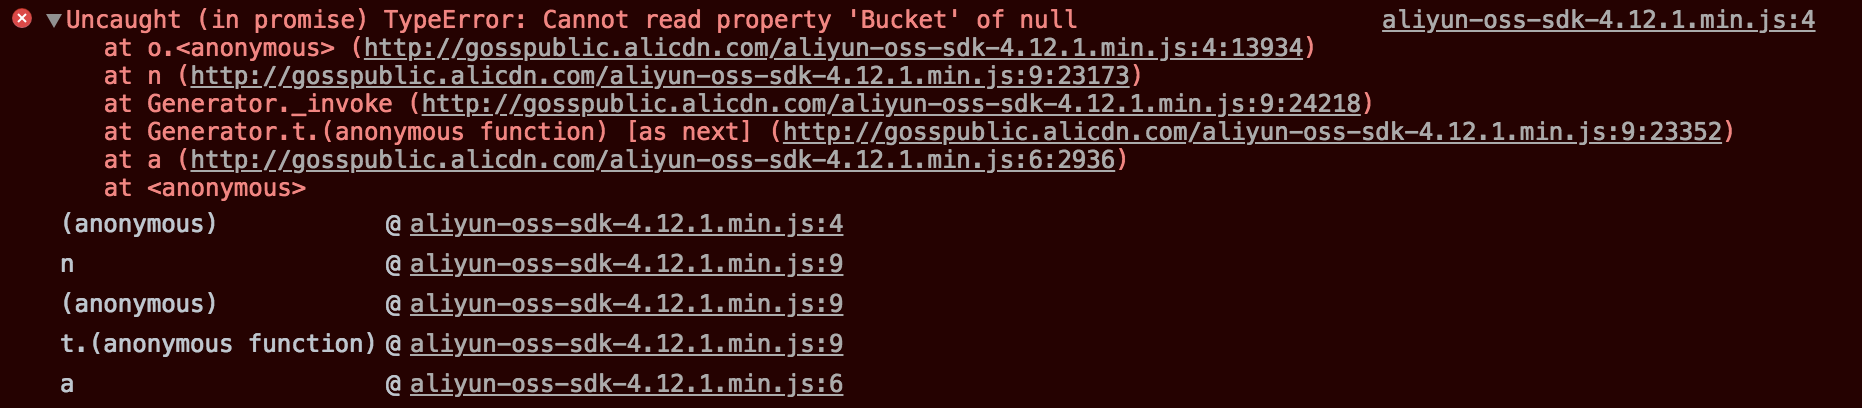 Uncaught (in promise) TypeError: Cannot read property 'Bucket' of null aliyun-oss-sdk-4.12.1.min.js:4
at o.<anonymous> (http://gosspublic.alicdn.com/aliyun-oss-sdk-4.12.1.min.js:4:13934)
at n (http://gosspublic.alicdn.com/aliyun-oss-sdk-4.12.1.min.js:9:23173)
at Generator._invoke (http://gosspublic.alicdn.com/aliyun-oss-sdk-4.12.1.min.js:9:24218)
at Generator.t.(anonymous function) [as next] (http://gosspublic.alicdn.com/aliyun-oss-sdk-4.12.1.min.js:9:23352)
at a (http://gosspublic.alicdn.com/aliyun-oss-sdk-4.12.1.min.js:6:2936)
at <anonymous>
(anonymous) @ aliyun-oss-sdk-4.12.1.min.js:4
n @ aliyun-oss-sdk-4.12.1.min.js:9
(anonymous) @ aliyun-oss-sdk-4.12.1.min.js:9
t.(anonymous function) @ aliyun-oss-sdk-4.12.1.min.js:9
a @ aliyun-oss-sdk-4.12.1.min.js:6